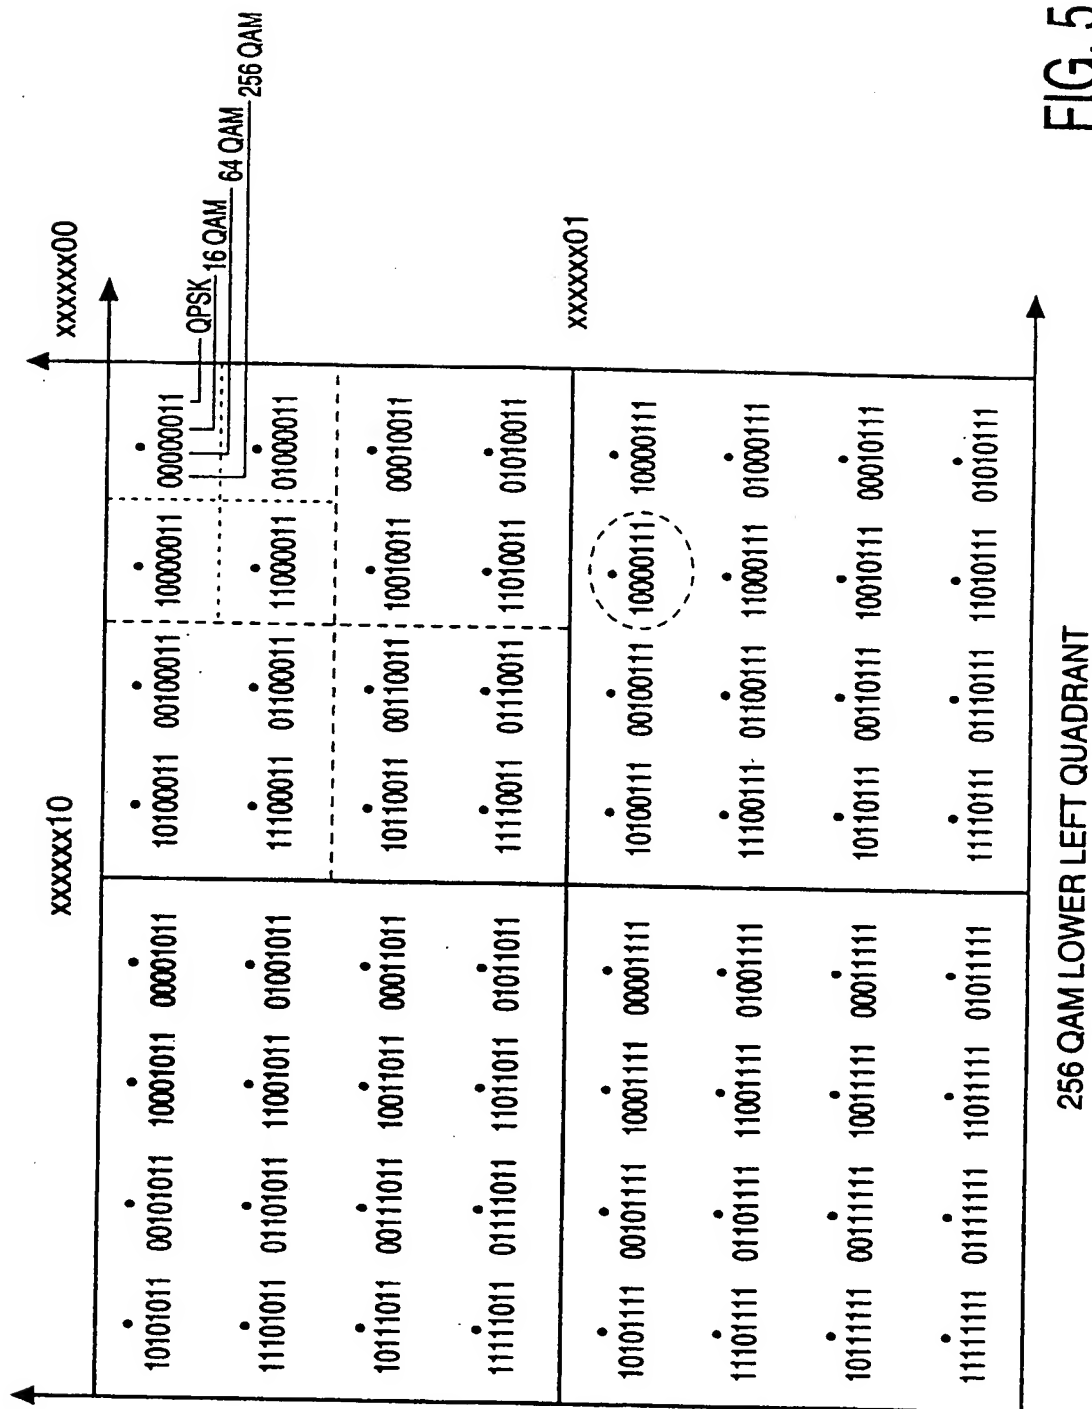 xxxxxx10
xxxxxx00
10101011 00101011 10001011 00001011 10100011 00100011 10000011 00000011
QPSK
16 QAM
64 QAM
256 QAM
11101011 01101011 11001011 01001011 11100011 01100011 11000011 01000011
10111011 00111011 10011011 00011011 10110011 00110011 10010011 00010011
11111011 01111011 11011011 01011011 11110011 01110011 11010011 01010011
xxxxxx01
10101111 00101111 10001111 00001111 10100111 00100111 10000111 10000111
11101111 01101111 11001111 01001111 11100111 01100111 11000111 01000111
10111111 00111111 10011111 00011111 10110111 00110111 10010111 00010111
11111111 01111111 11011111 01011111 11110111 01110111 11010111 01010111
256 QAM LOWER LEFT QUADRANT
FIG. 5